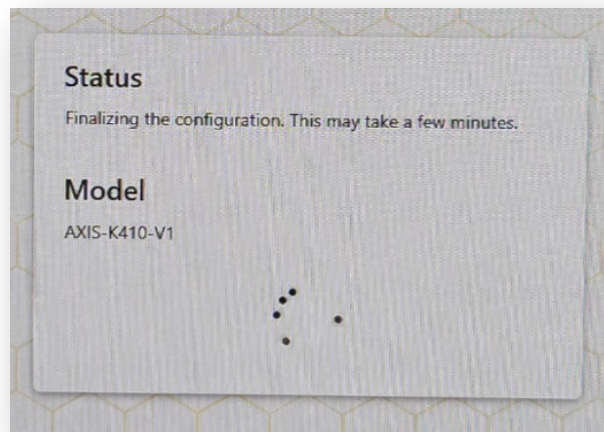 Status
Finalizing the configuration. This may take a few minutes.
Model
AXIS-K410-V1